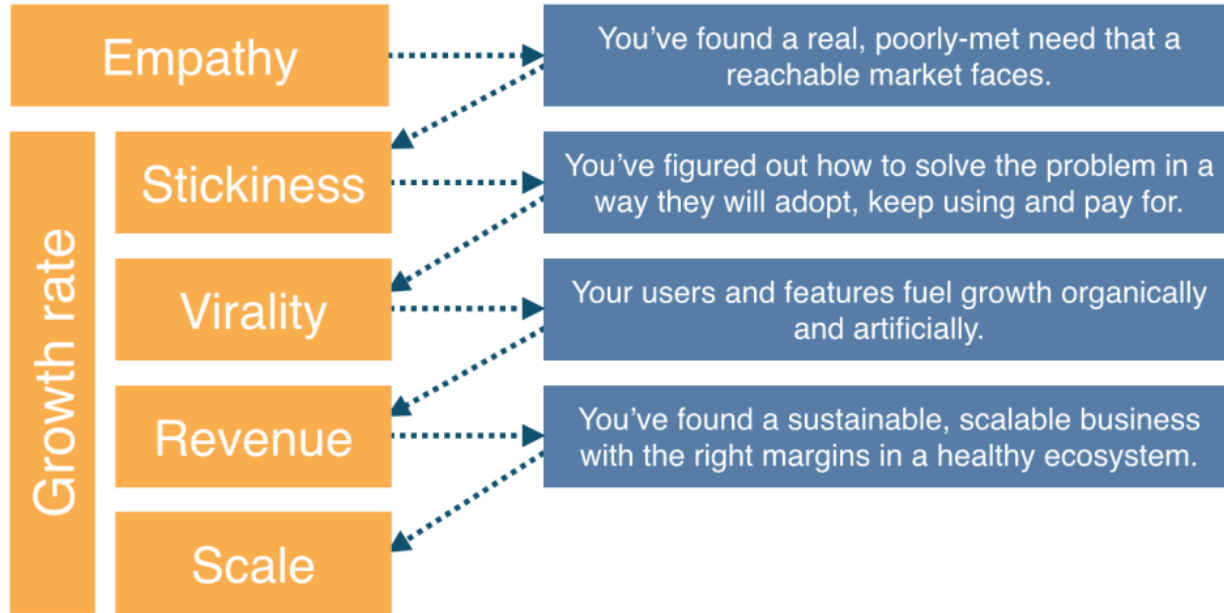 Empathy
You’ve found a real, poorly-met need that a
reachable market faces.
Growth rate
Stickiness
You’ve figured out how to solve the problem in a
way they will adopt, keep using and pay for.
Virality
Your users and features fuel growth organically
and artificially.
Revenue
You’ve found a sustainable, scalable business
with the right margins in a healthy ecosystem.
Scale